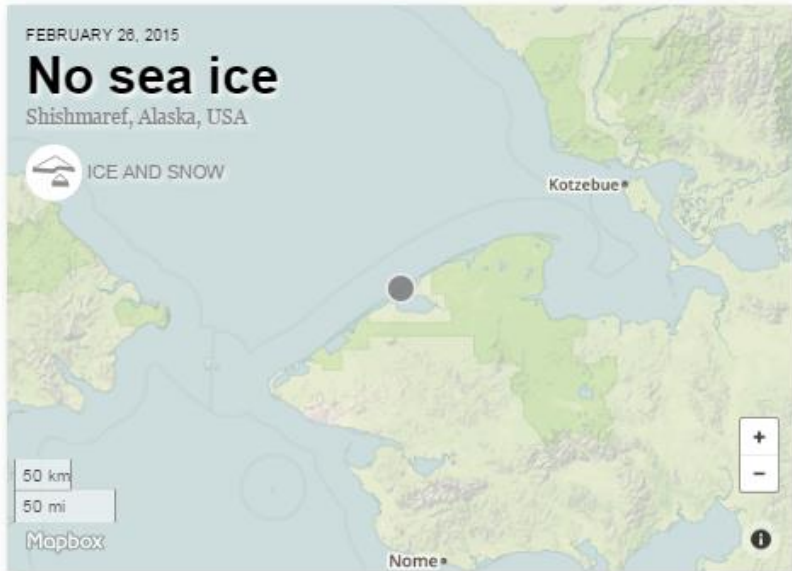 FEBRUARY 26, 2015
No sea ice
Shishmaref, Alaska, USA
ICE AND SNOW
Kotzebue
+
−
50 km
50 mi
Mapbox
Nome
i